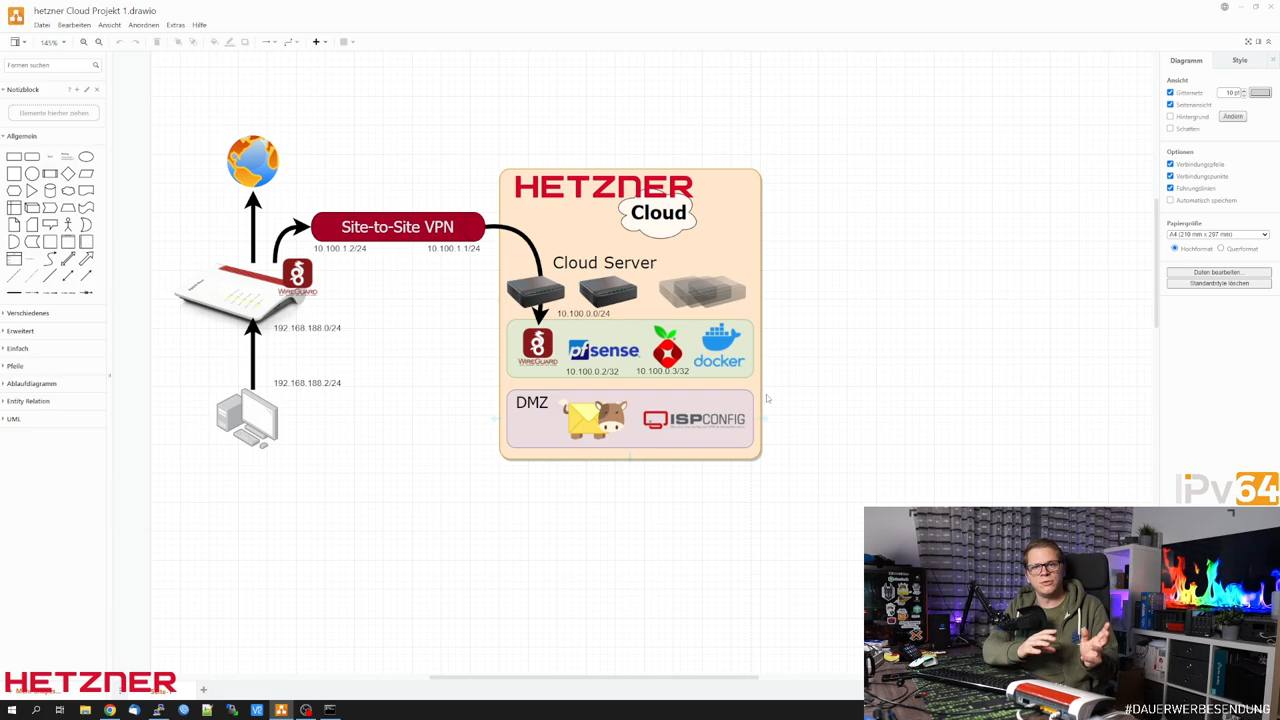 hetzner Cloud Projekt 1.drawio
Datei Bearbeiten Ansicht Anordnen Extras Hilfe
145%
Formen suchen
Notizblock
Elemente hierher ziehen
Allgemein
Verschiedenes
Erweitert
Einfach
Pfeile
Ablaufdiagramm
Entity Relation
UML
HETZNER
Cloud
Site-to-Site VPN
10.100.1.2/24 10.100.1.1/24
Cloud Server
WIREGUARD
10.100.0.0/24
192.168.188.0/24
WIREGUARD
pfsense
docker
10.100.0.2/32 10.100.0.3/32
192.168.188.2/24
DMZ
ISPCONFIG
Diagramm Style
Ansicht
Gitternetz 10 pt
Seitenansicht
Hintergrund Ändern
Schatten
Optionen
Verbindungspfeile
Verbindungspunkte
Führungslinien
Automatisch speichern
Papiergröße
A4 (210 mm x 297 mm)
Hochformat Querformat
Daten bearbeiten...
Standardstyle löschen
IPv64
HETZNER
#DAUERWERBESENDUNG